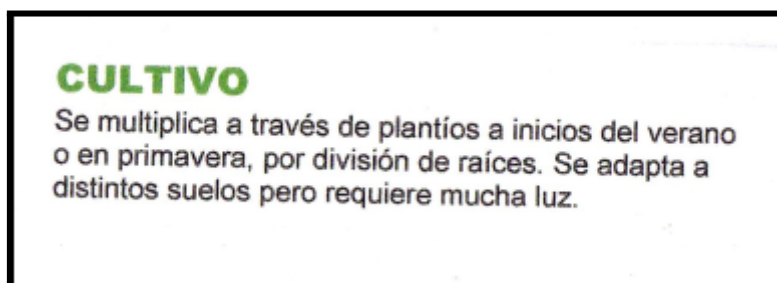 CULTIVO
Se multiplica a través de plantíos a inicios del verano
o en primavera, por división de raíces. Se adapta a
distintos suelos pero requiere mucha luz.